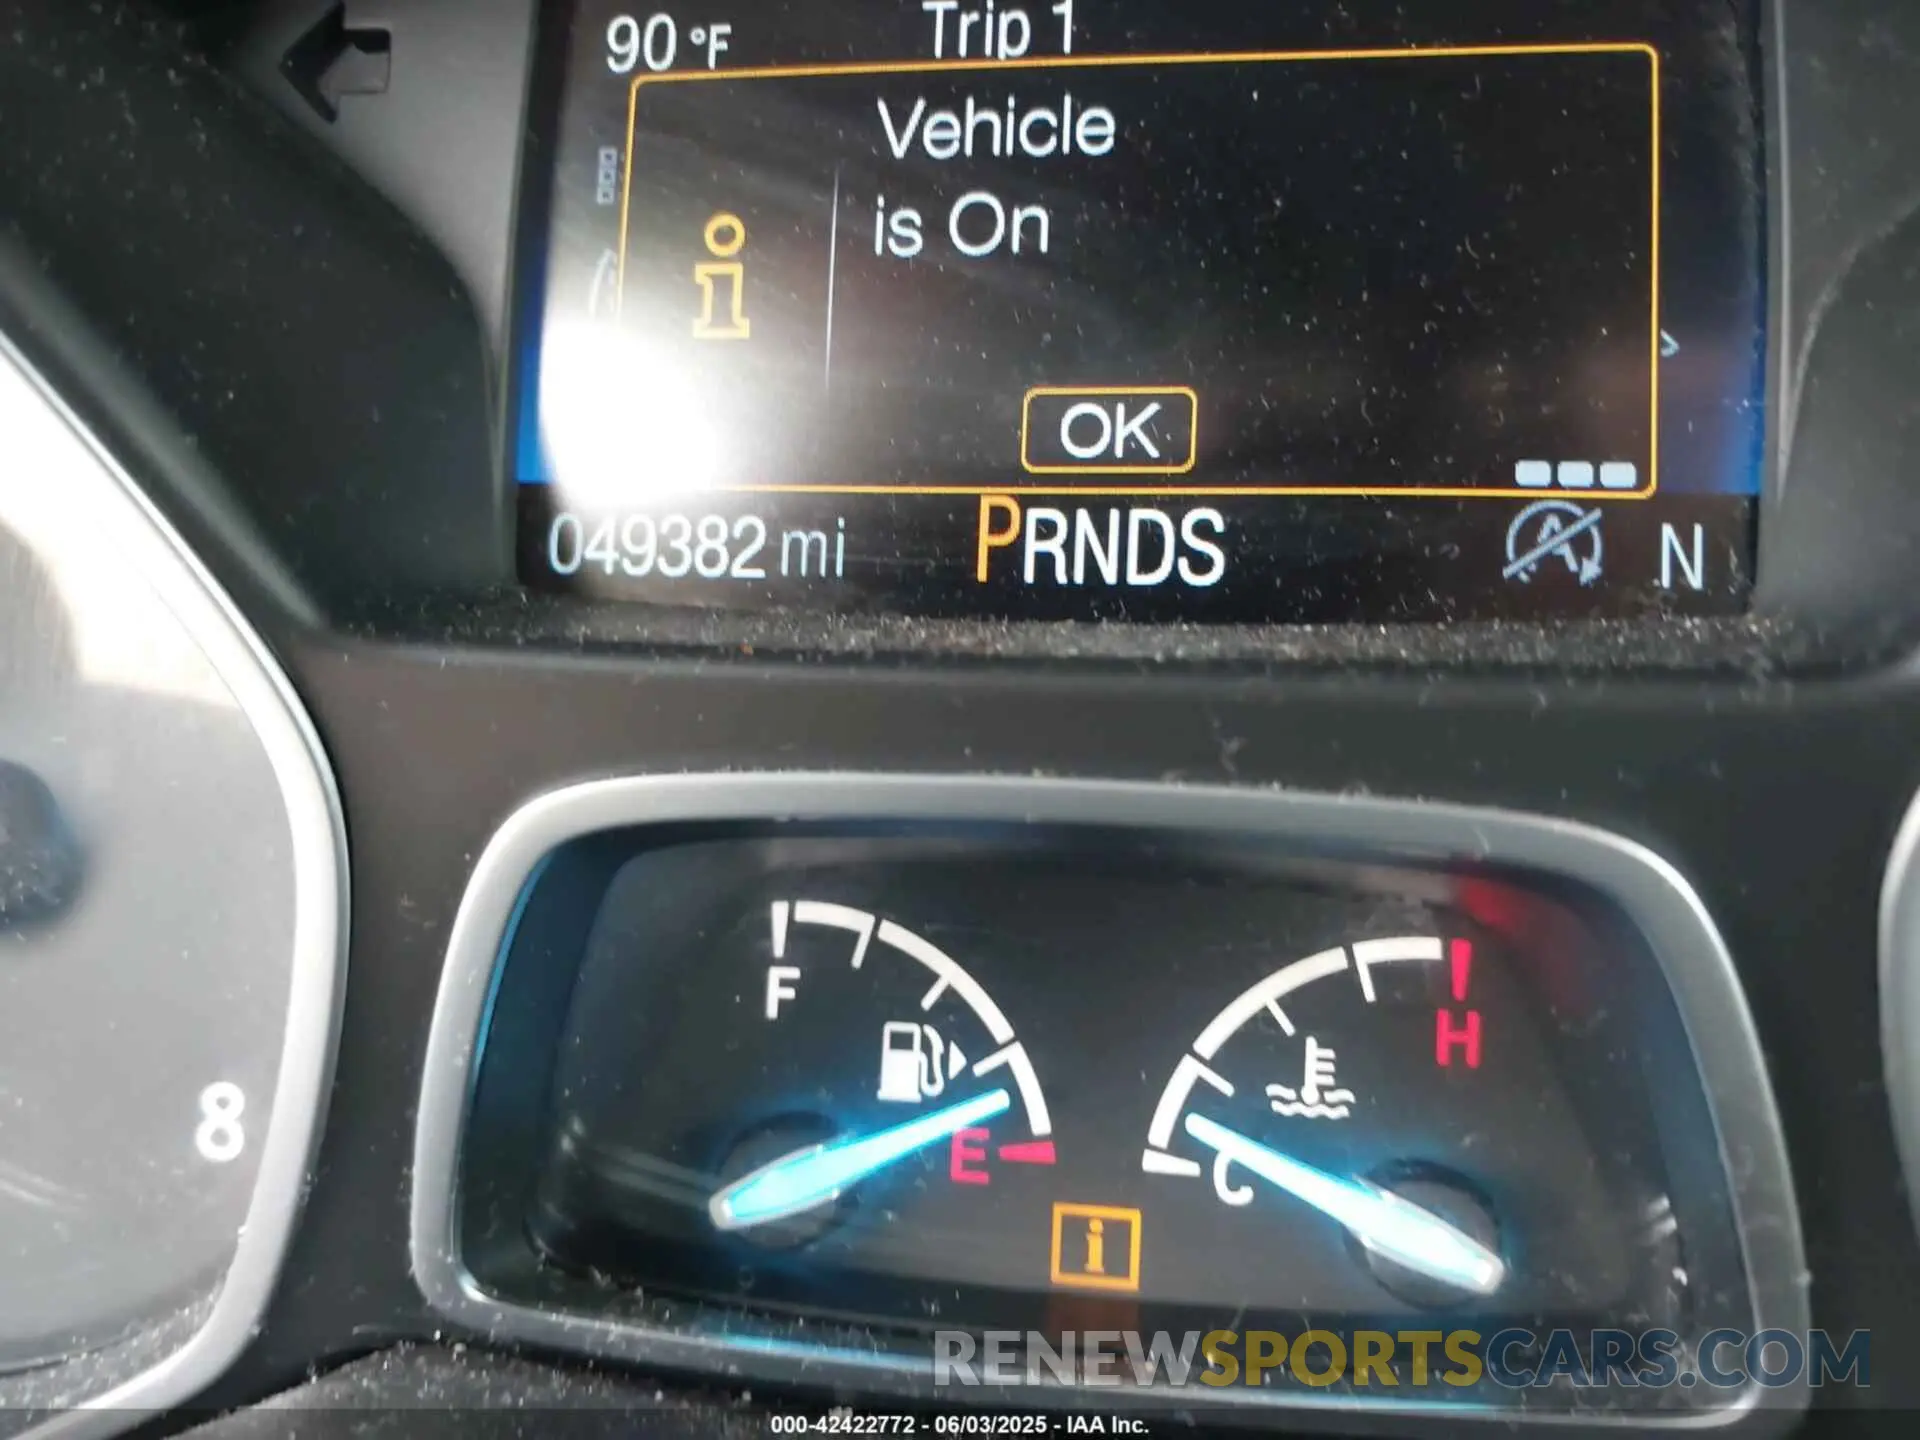 90 °F
Trip 1
Vehicle
is On
OK
049382 mi
PRNDS
A
N
8
F
E
H
C
RENEWSPORTSCARS.COM
000-42422772 - 06/03/2025 - IAA Inc.